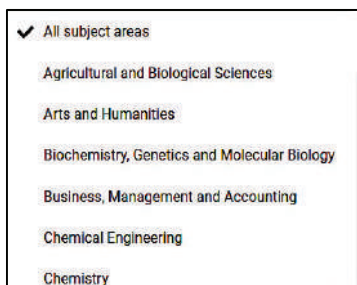 All subject areas
Agricultural and Biological Sciences
Arts and Humanities
Biochemistry, Genetics and Molecular Biology
Business, Management and Accounting
Chemical Engineering
Chemistry